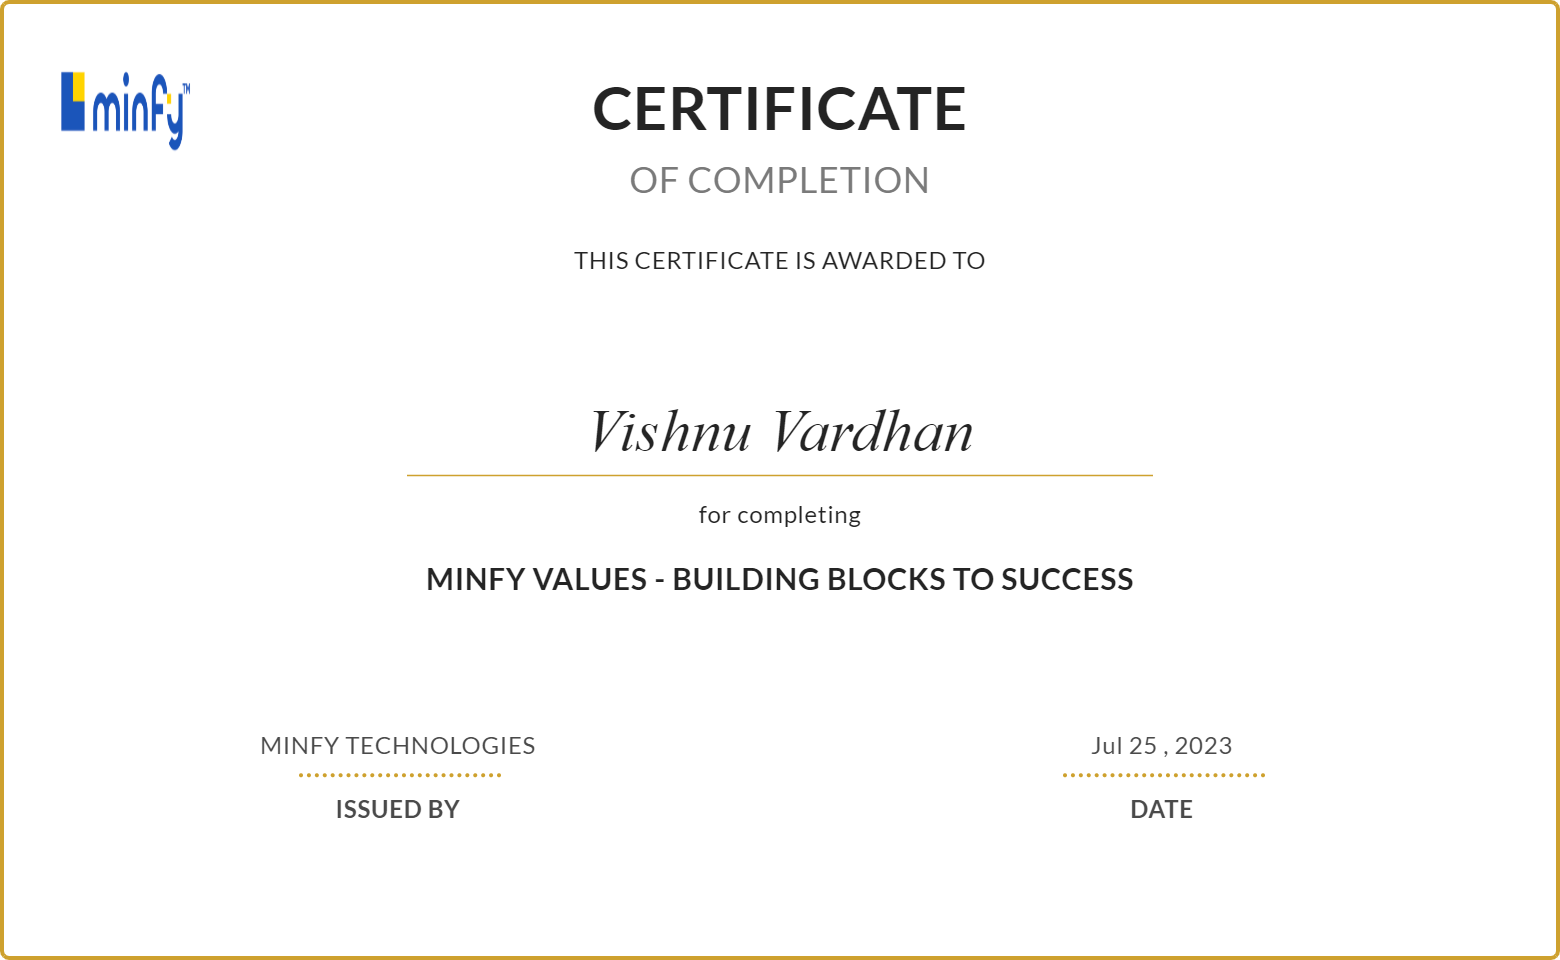 minfy™
CERTIFICATE
OF COMPLETION
THIS CERTIFICATE IS AWARDED TO
Vishnu Vardhan
for completing
MINFY VALUES - BUILDING BLOCKS TO SUCCESS
MINFY TECHNOLOGIES
ISSUED BY
Jul 25 , 2023
DATE